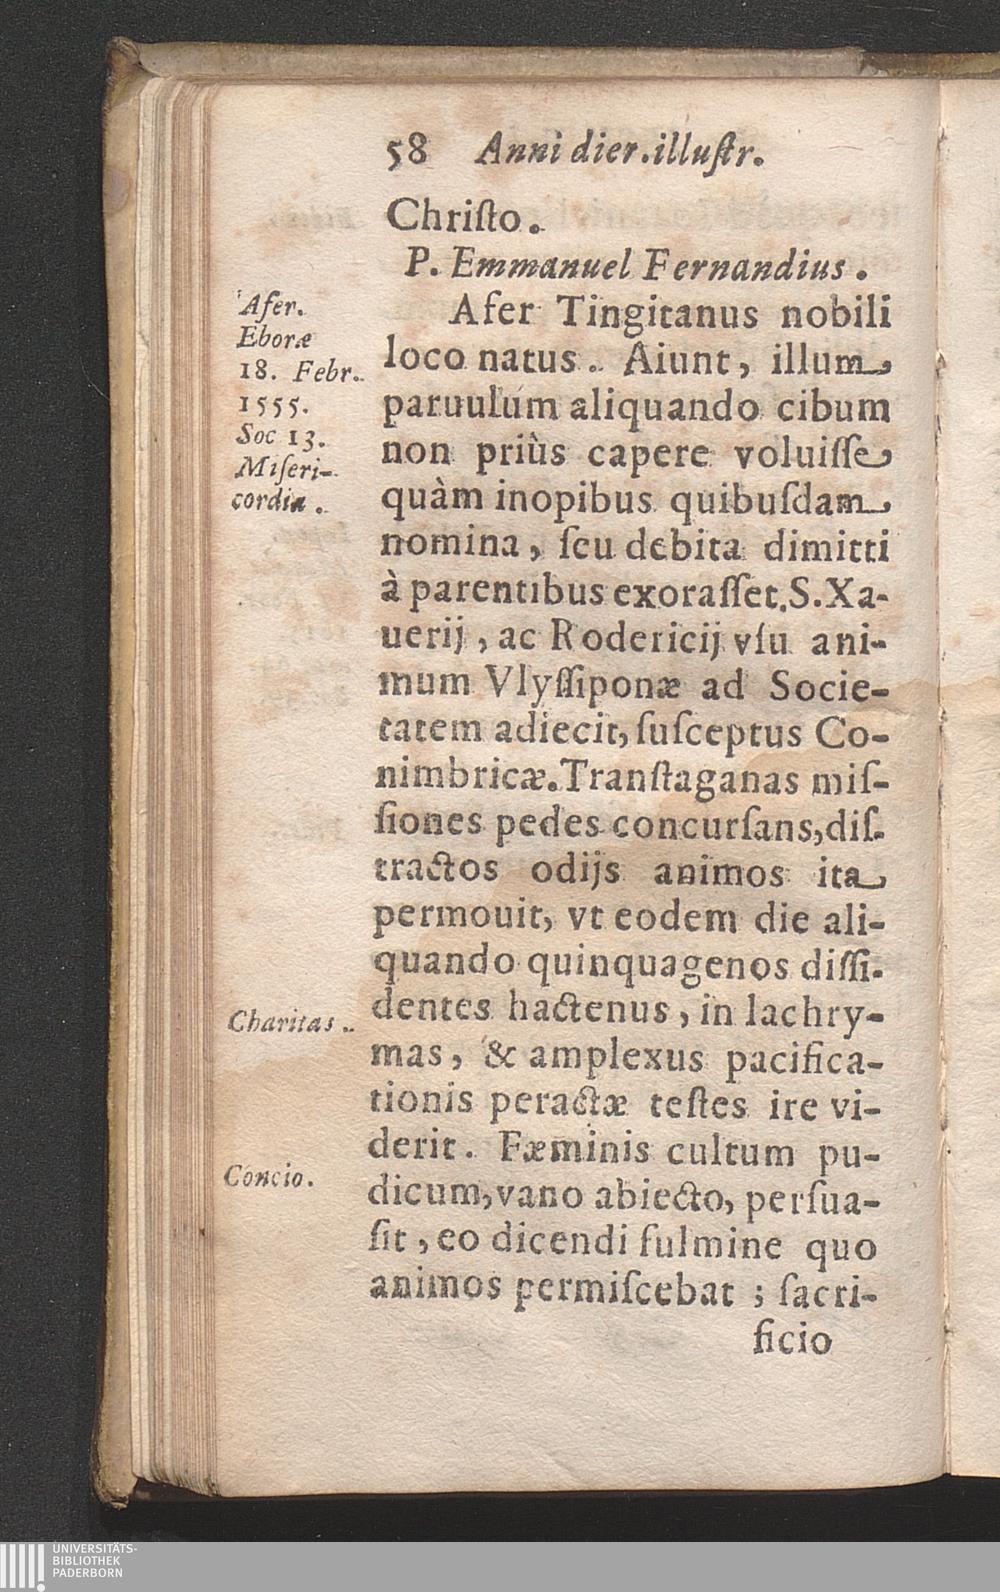 58 Anni dier. illuſtr.
Chriſto.
P. Emmanuel Fernandius.
Afer Tingitanus nobili
loco natus. Aiunt, illum
paruulum aliquando cibum
non priùs capere voluiſſe
quàm inopibus quibuſdam
nomina, ſeu debita dimitti
à parentibus exoraſſet. S. Xa-
uerij, ac Rodericij vſu ani-
mum Vlyſſiponæ ad Socie-
tatem adiecit, ſuſceptus Co-
nimbricæ. Tranſtaganas miſ-
ſiones pedes concurſans, diſ-
tractos odijs animos ita
permouit, vt eodem die ali-
quando quinquagenos diſſi-
dentes hactenus, in lachry-
mas, & amplexus pacifica-
tionis peractæ teſtes ire vi-
derit. Fæminis cultum pu-
dicum, vano abiecto, perſua-
ſit, eo dicendi fulmine quo
animos permiſcebat; ſacri-
ficio
Afer.
Eboræ
18. Febr.
1555.
Soc 13.
Miſeri-
cordia.
Charitas.
Concio.
UNIVERSITÄTS-
BIBLIOTHEK
PADERBORN